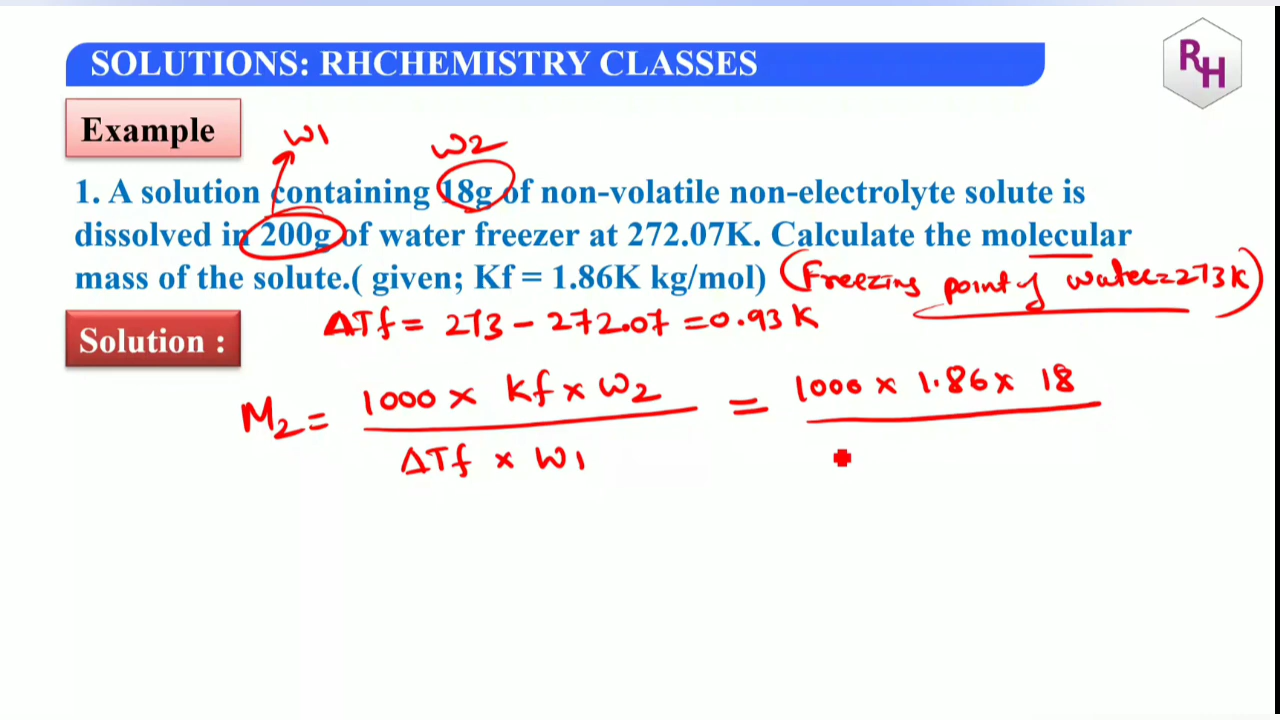 SOLUTIONS: RHCHEMISTRY CLASSES
RH
Example
W1
W2
1. A solution containing 18g of non-volatile non-electrolyte solute is
dissolved in 200g of water freezer at 272.07K. Calculate the molecular
mass of the solute.( given; Kf = 1.86K kg/mol) (Freezing point of water=273K)
ΔTf = 273 - 272.07 = 0.93 K
Solution :
M2 = 1000 × Kf × W2 / ΔTf × W1 = 1000 × 1.86 × 18